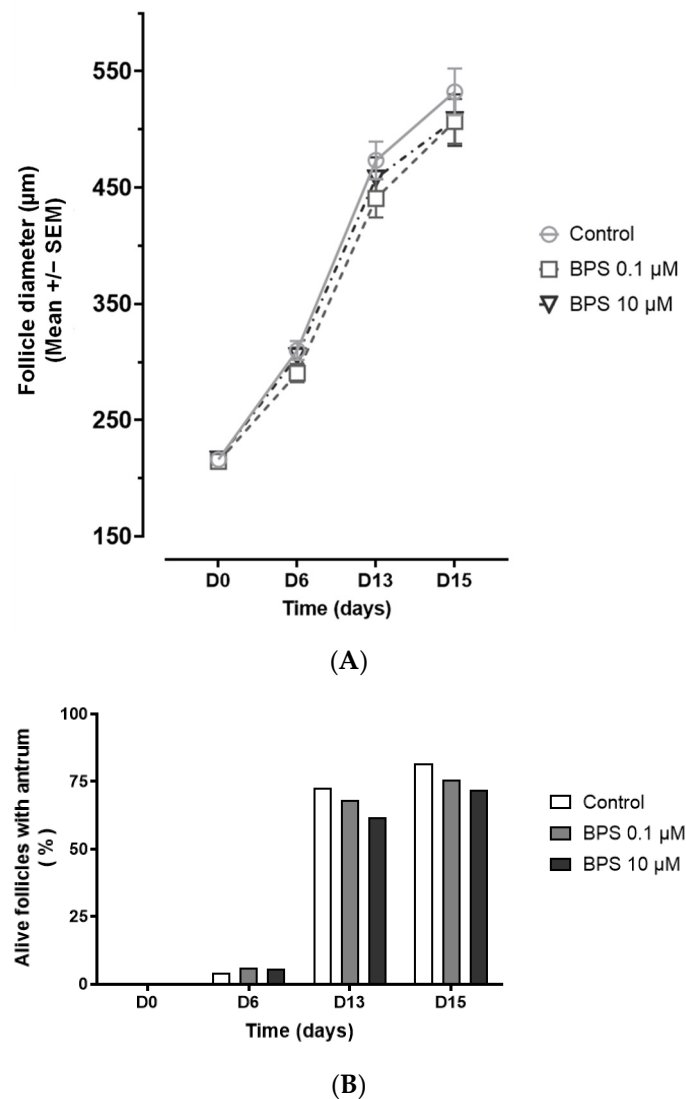 550
450
350
250
150
Follicle diameter (µm)
(Mean +/− SEM)
Control
BPS 0.1 µM
BPS 10 µM
D0 D6 D13 D15
Time (days)
(A)
100
75
50
25
0
Alive follicles with antrum
( % )
Control
BPS 0.1 µM
BPS 10 µM
D0 D6 D13 D15
Time (days)
(B)